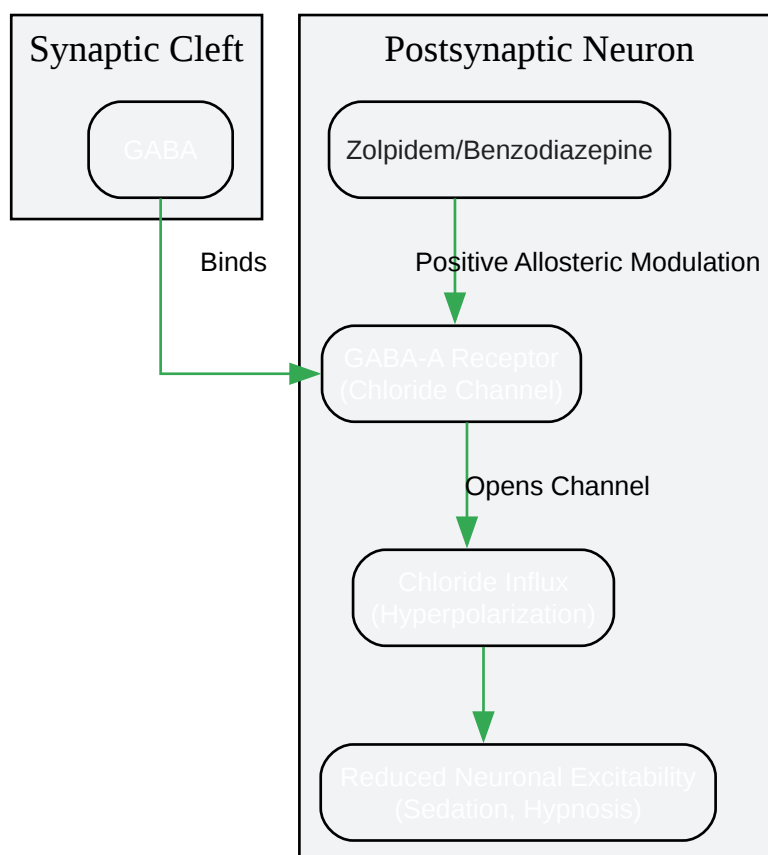 Synaptic Cleft
Postsynaptic Neuron
GABA
Zolpidem/Benzodiazepine
Binds
Positive Allosteric Modulation
GABA-A Receptor
(Chloride Channel)
Opens Channel
Chloride Influx
(Hyperpolarization)
Reduced Neuronal Excitability
(Sedation, Hypnosis)